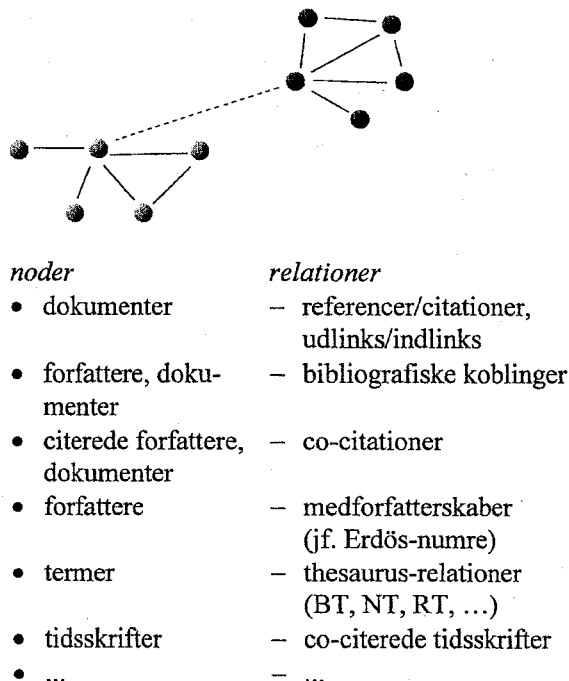 noder relationer
• dokumenter – referencer/citationer,
udlinks/indlinks
• forfattere, doku- – bibliografiske koblinger
menter
• citerede forfattere, – co-citationer
dokumenter
• forfattere – medforfatterskaber
(jf. Erdös-numre)
• termer – thesaurus-relationer
(BT, NT, RT, ...)
• tidsskrifter – co-citerede tidsskrifter
• ... – ...